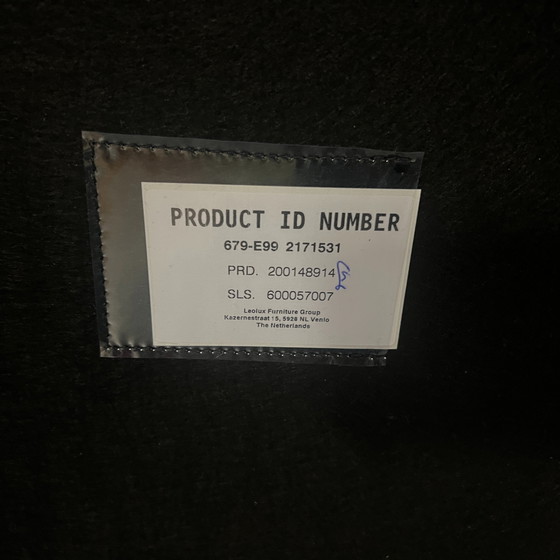 PRODUCT ID NUMBER
679-E99 2171531
PRD. 200148914
SLS. 600057007
Leolux Furniture Group
Kazernestraat 15, 5928 NL Venlo
The Netherlands